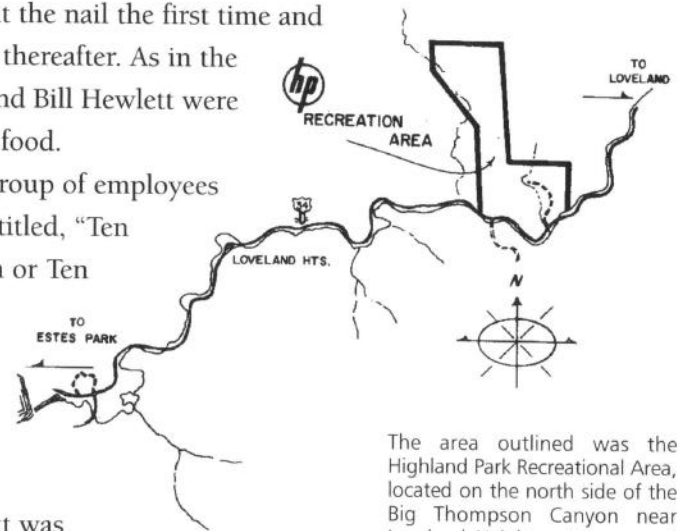 the nail the first time and
thereafter. As in the
Bill Hewlett were
food.
group of employees
titled, “Ten
or Ten
hp
RECREATION
AREA
TO
LOVELAND
34
LOVELAND HTS.
TO
ESTES PARK
N
The area outlined was the
Highland Park Recreational Area,
located on the north side of the
Big Thompson Canyon near
was